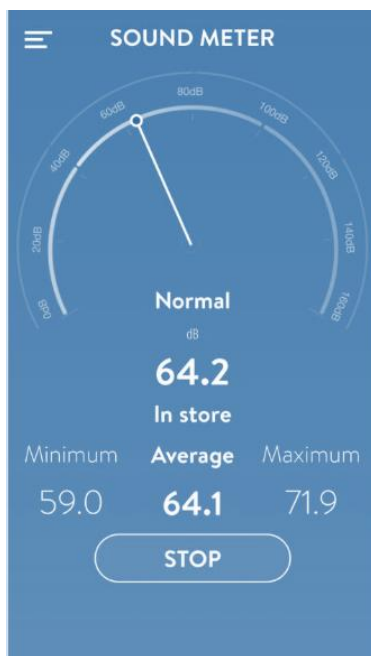 SOUND METER
0dB
20dB
40dB
60dB
80dB
100dB
120dB
140dB
160dB
Normal
dB
64.2
In store
Minimum Average Maximum
59.0 64.1 71.9
STOP